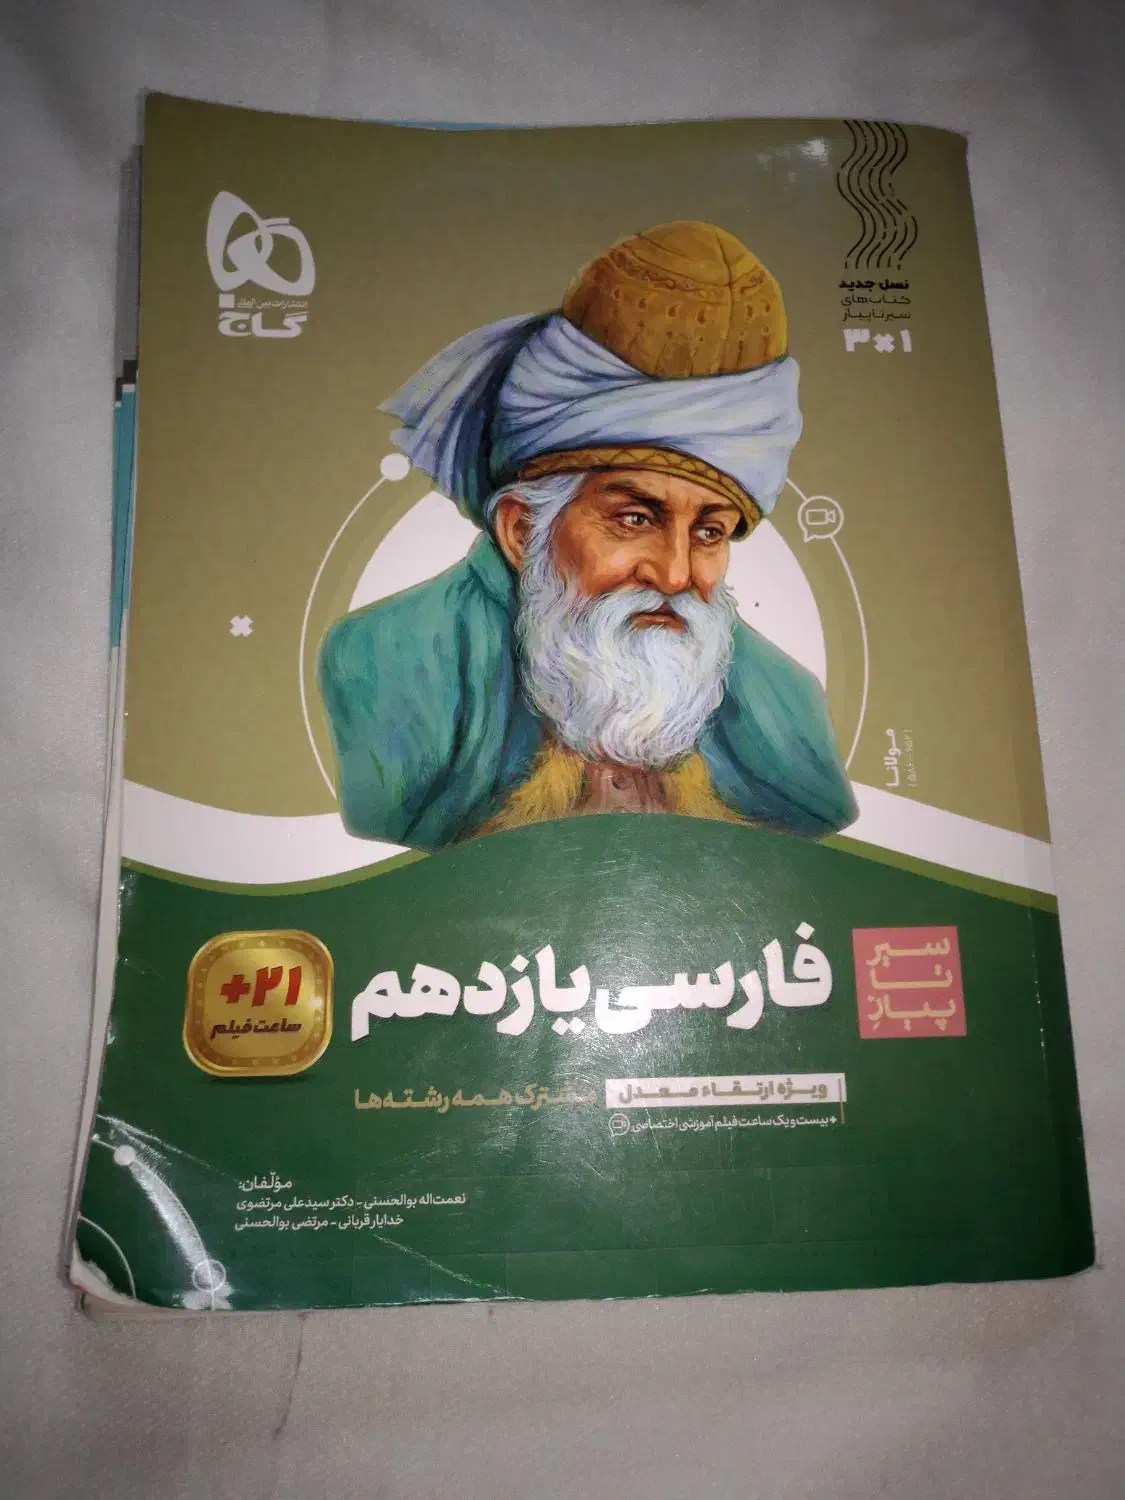 نسل جدید
کتاب‌های
سیر تا پیاز
۳×۱
انتشارات بین‌المللی
گاج
مولانا
سیر
تا
پیاز
فارسی یازدهم
+۲۱
ساعت فیلم
ویژه ارتقاء معدل مشترک همه رشته‌ها
+ بیست و یک ساعت فیلم آموزشی اختصاصی
مؤلّفان:
نعمت‌اله بوالحسنی - دکتر سیدعلی مرتضوی
خدایار قربانی - مرتضی بوالحسنی